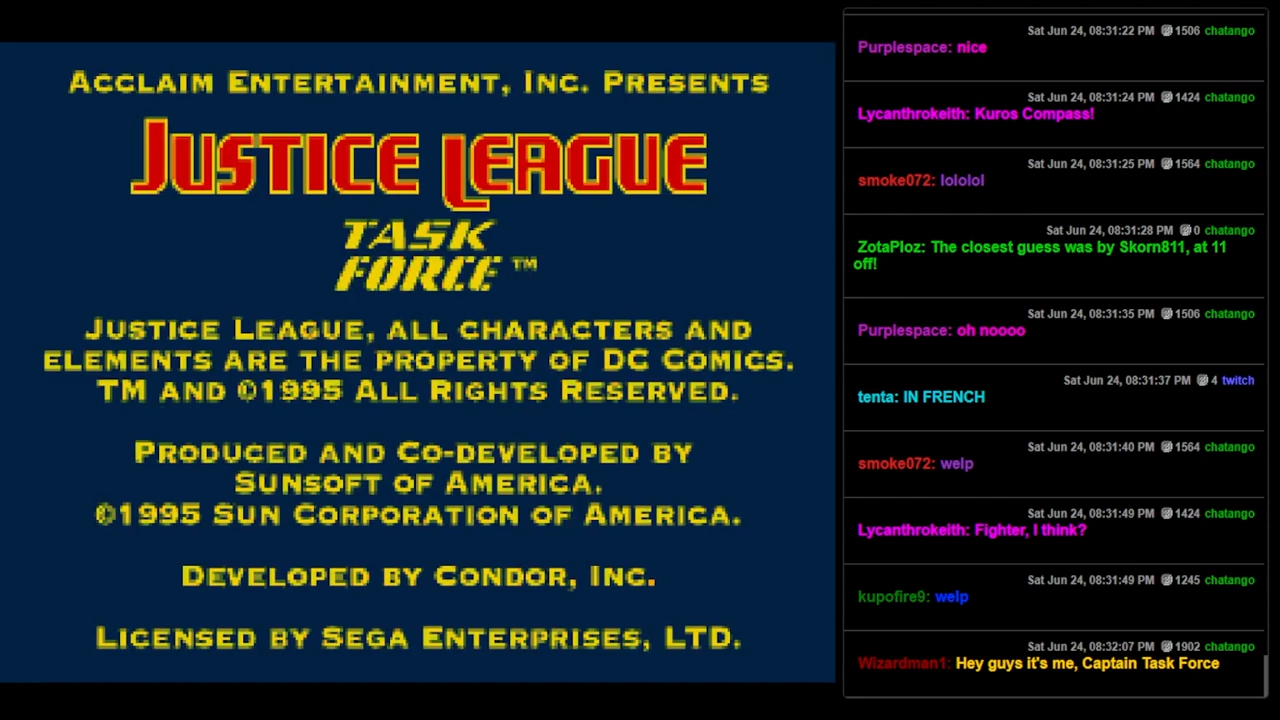 Acclaim Entertainment, Inc. Presents
Justice League
Task
Force™
Justice League, all characters and
elements are the property of DC Comics.
TM and ©1995 All Rights Reserved.
Produced and Co-developed by
Sunsoft of America.
©1995 Sun Corporation of America.
Developed by Condor, Inc.
Licensed by Sega Enterprises, LTD.
Sat Jun 24, 08:31:22 PM 1506 chatango
Purplespace: nice
Sat Jun 24, 08:31:24 PM 1424 chatango
Lycanthrokeith: Kuros Compass!
Sat Jun 24, 08:31:25 PM 1564 chatango
smoke072: lololol
Sat Jun 24, 08:31:28 PM 0 chatango
ZotaPloz: The closest guess was by Skorn811, at 11
off!
Sat Jun 24, 08:31:35 PM 1506 chatango
Purplespace: oh noooo
Sat Jun 24, 08:31:37 PM 4 twitch
tenta: IN FRENCH
Sat Jun 24, 08:31:40 PM 1564 chatango
smoke072: welp
Sat Jun 24, 08:31:49 PM 1424 chatango
Lycanthrokeith: Fighter, I think?
Sat Jun 24, 08:31:49 PM 1245 chatango
kupofire9: welp
Sat Jun 24, 08:32:07 PM 1902 chatango
Wizardman1: Hey guys it's me, Captain Task Force